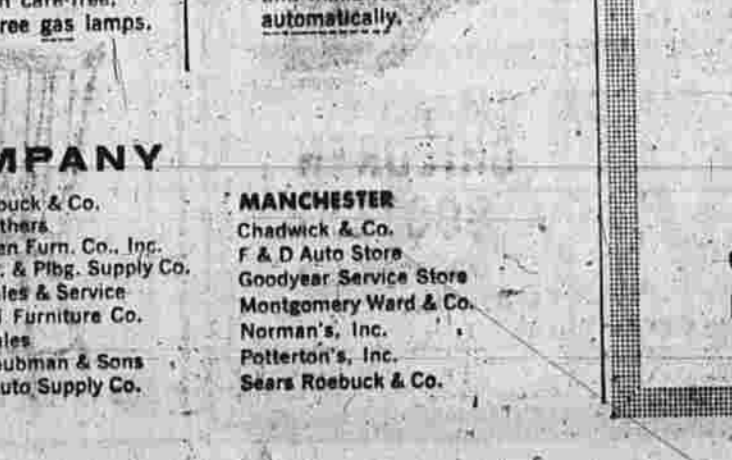 ree gas lamps.
automatically.
MPANY
buck & Co.
thers
en Furn. Co., Inc.
. & Plbg. Supply Co.
les & Service
Furniture Co.
ales
ubman & Sons
uto Supply Co.
MANCHESTER
Chadwick & Co.
F & D Auto Store
Goodyear Service Store
Montgomery Ward & Co.
Norman's, Inc.
Potterton's, Inc.
Sears Roebuck & Co.